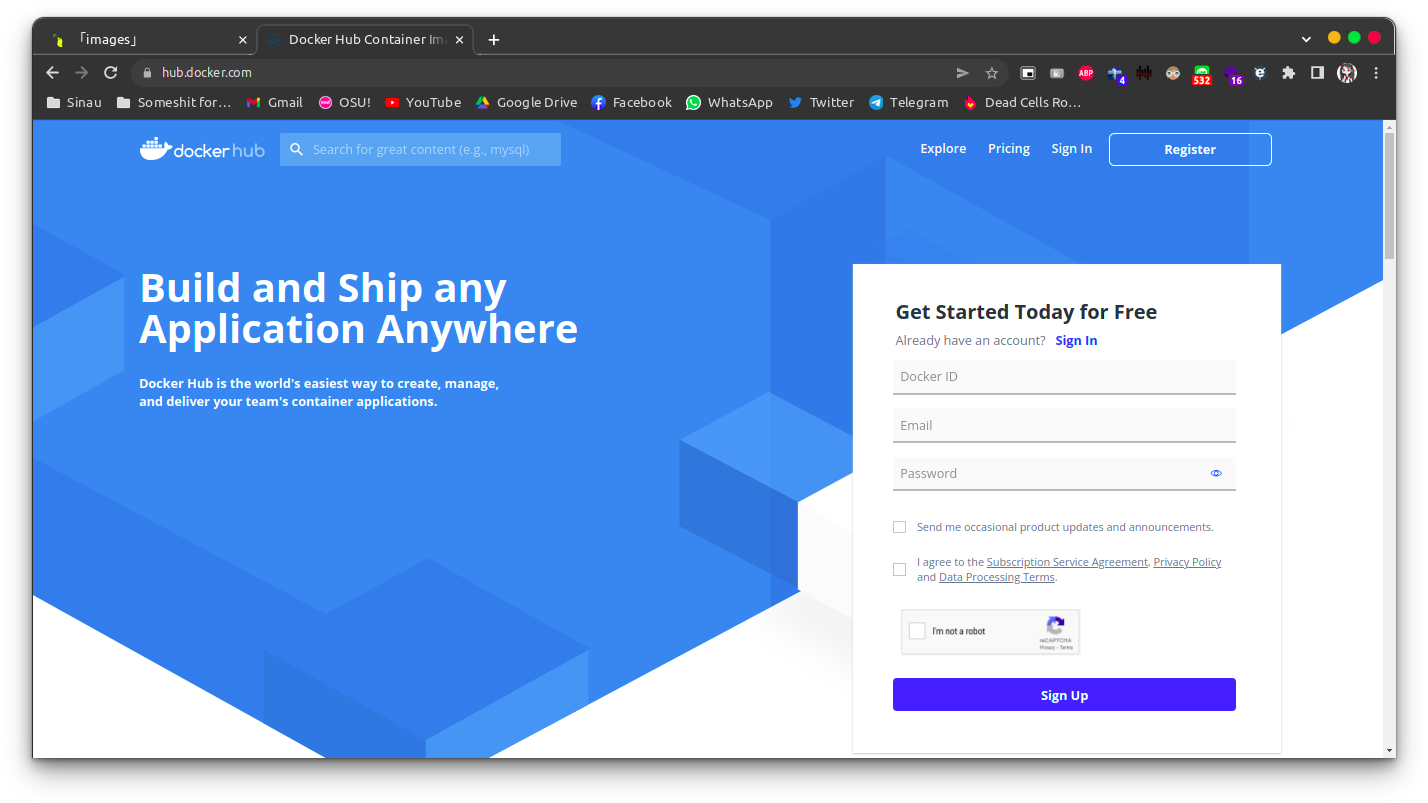 「images」
Docker Hub Container Im
hub.docker.com
ABP
4
532
16
Sinau
Someshit for…
Gmail
OSU!
YouTube
Google Drive
Facebook
WhatsApp
Twitter
Telegram
Dead Cells Ro…
docker hub
Search for great content (e.g., mysql)
Explore
Pricing
Sign In
Register
Build and Ship any
Application Anywhere
Docker Hub is the world's easiest way to create, manage,
and deliver your team's container applications.
Get Started Today for Free
Already have an account? Sign In
Docker ID
Email
Password
Send me occasional product updates and announcements.
I agree to the Subscription Service Agreement, Privacy Policy
and Data Processing Terms.
I'm not a robot
reCAPTCHA
Privacy - Terms
Sign Up